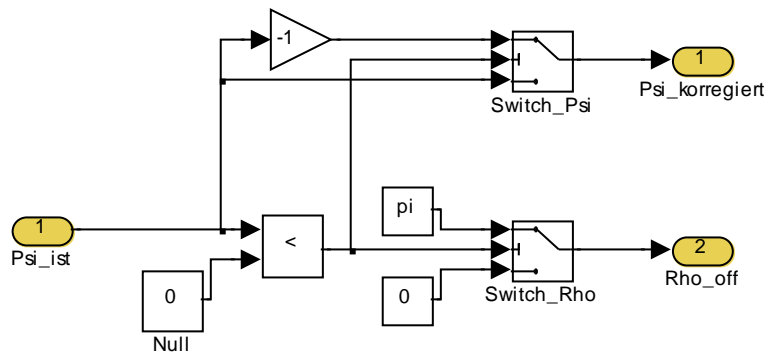 -1
Switch_Psi
1
Psi_korregiert
1
Psi_ist
<
0
Null
pi
0
Switch_Rho
2
Rho_off